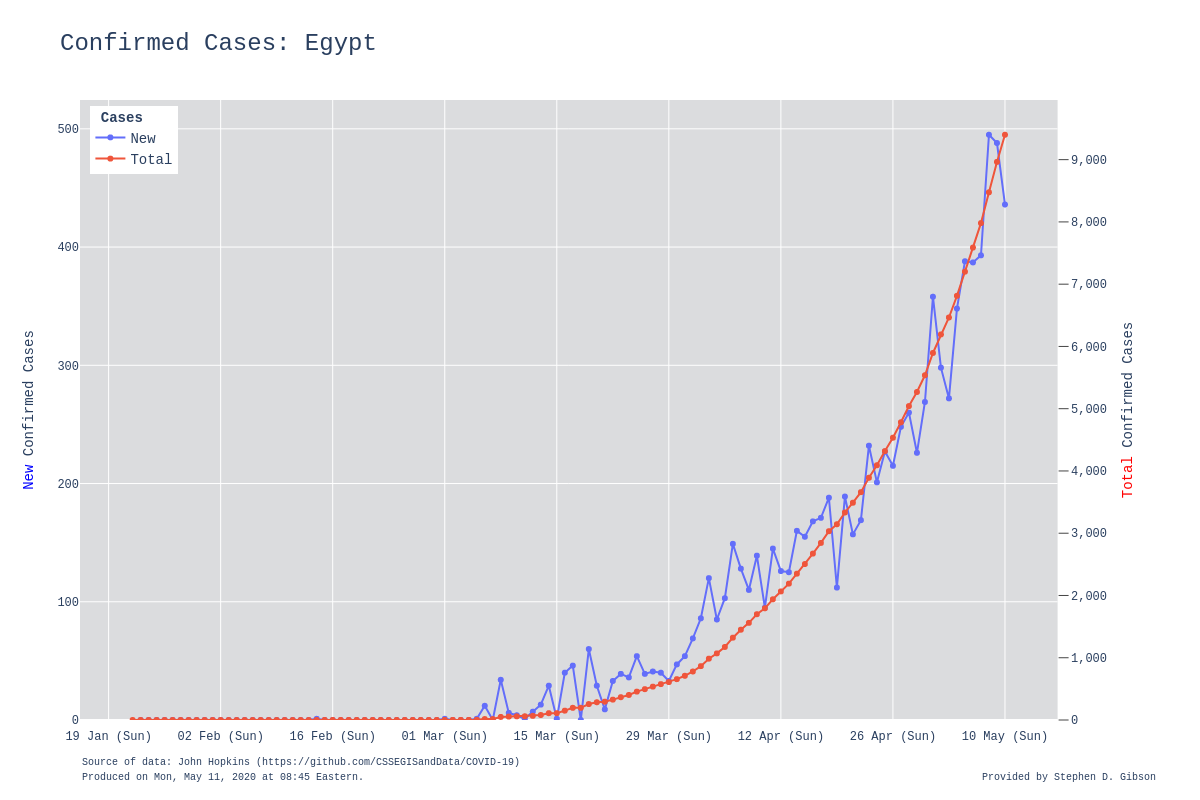 Confirmed Cases: Egypt
Cases
New
Total
500
400
300
200
100
0
New Confirmed Cases
9,000
8,000
7,000
6,000
5,000
4,000
3,000
2,000
1,000
0
Total Confirmed Cases
19 Jan (Sun) 02 Feb (Sun) 16 Feb (Sun) 01 Mar (Sun) 15 Mar (Sun) 29 Mar (Sun) 12 Apr (Sun) 26 Apr (Sun) 10 May (Sun)
Source of data: John Hopkins (https://github.com/CSSEGISandData/COVID-19)
Produced on Mon, May 11, 2020 at 08:45 Eastern.
Provided by Stephen D. Gibson